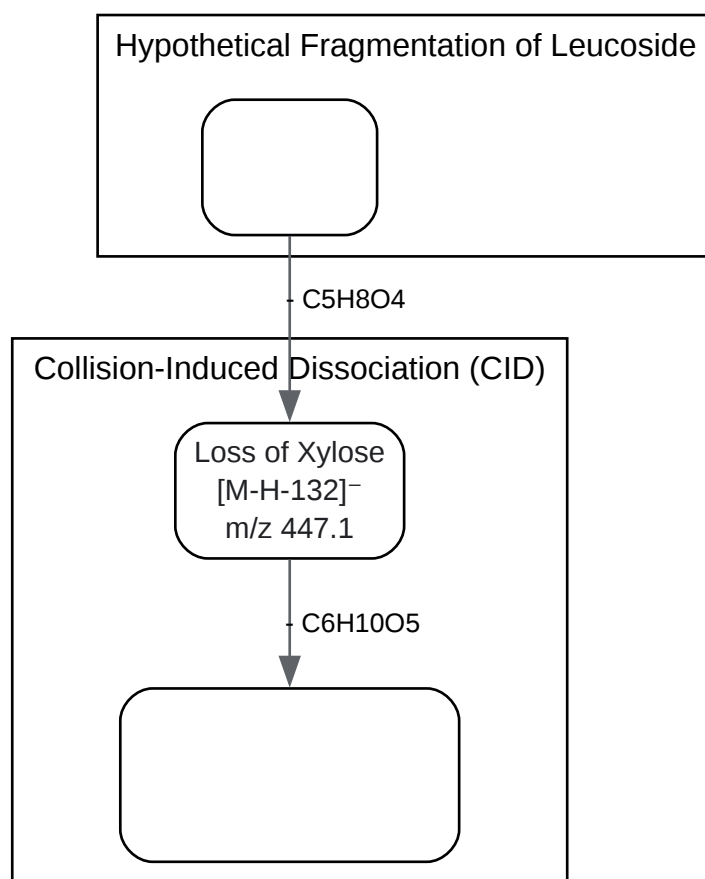 Hypothetical Fragmentation of Leucoside
- C5H8O4
Collision-Induced Dissociation (CID)
Loss of Xylose
[M-H-132]⁻
m/z 447.1
- C6H10O5